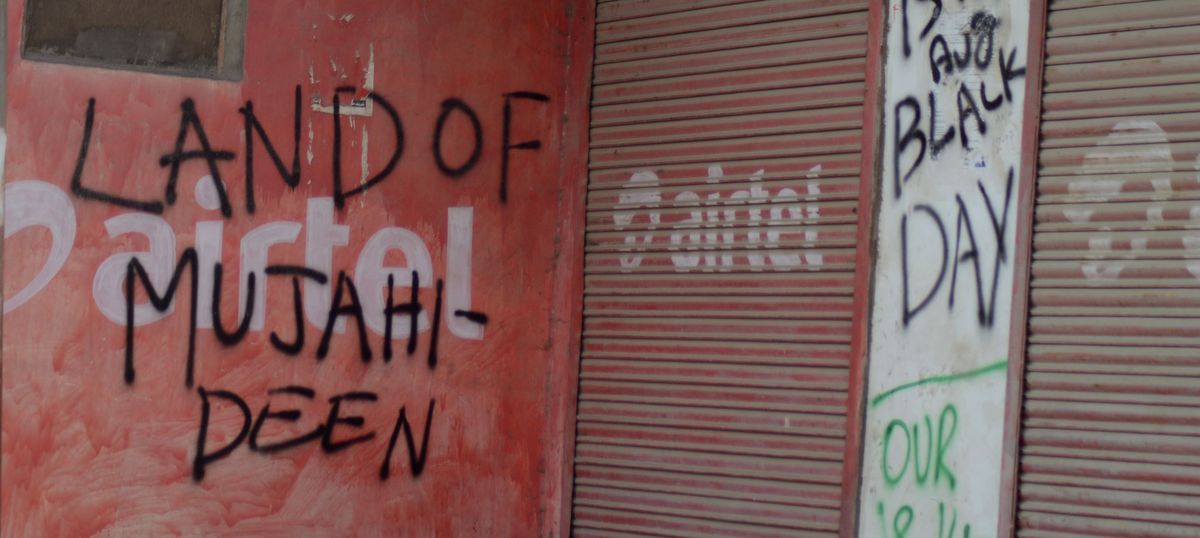 LAND OF
airtel
MUJAHI-
DEEN
airtel
BLACK
DAY
OUR